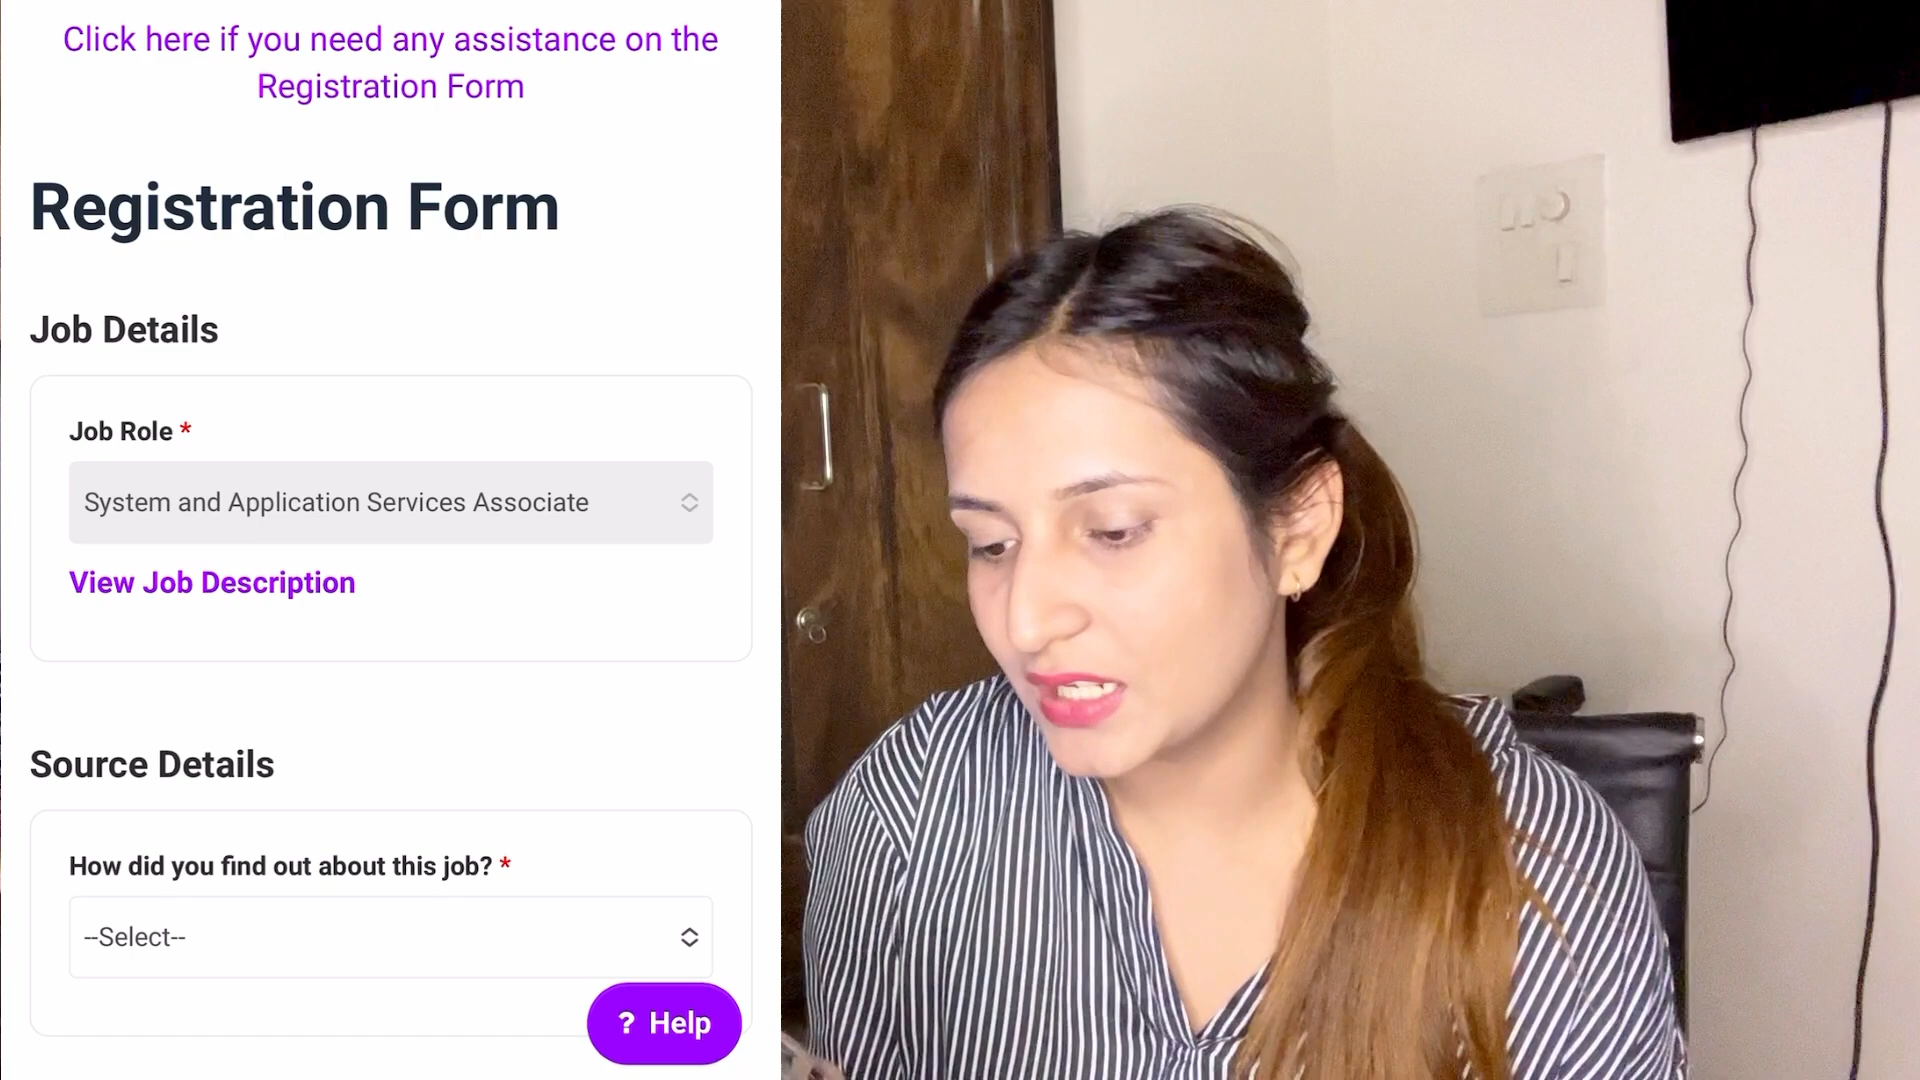 Click here if you need any assistance on the
Registration Form
Registration Form
Job Details
Job Role *
System and Application Services Associate
View Job Description
Source Details
How did you find out about this job? *
--Select--
? Help